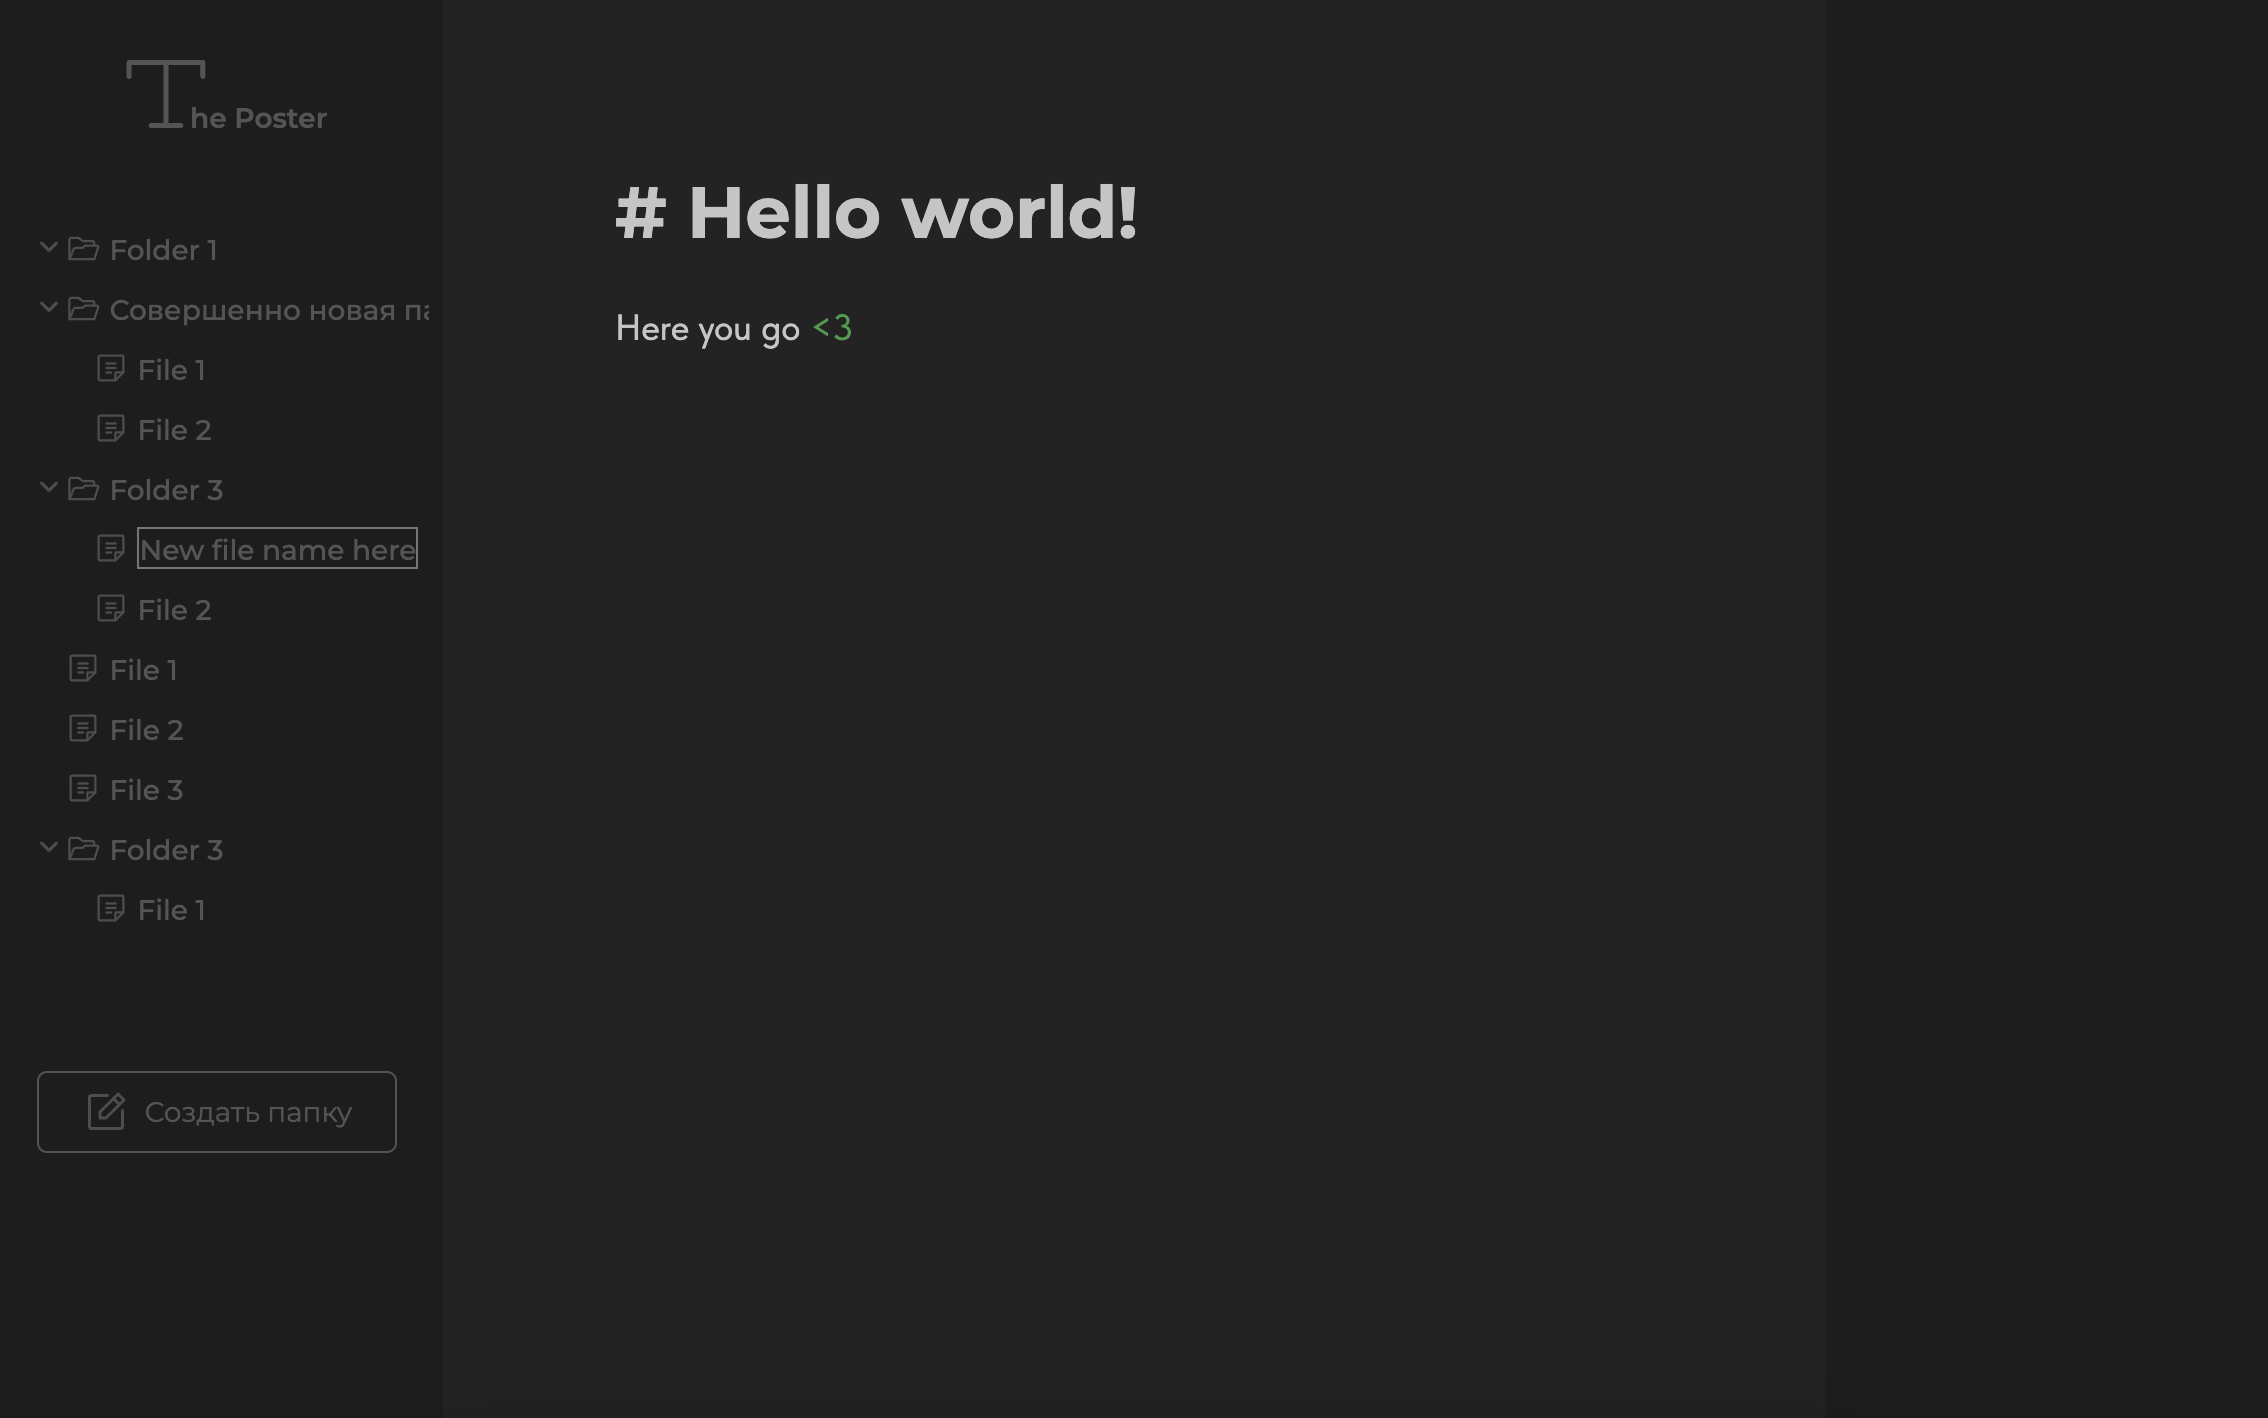 The Poster
Folder 1
Совершенно новая па
File 1
File 2
Folder 3
New file name here
File 2
File 1
File 2
File 3
Folder 3
File 1
Создать папку
# Hello world!
Here you go <3